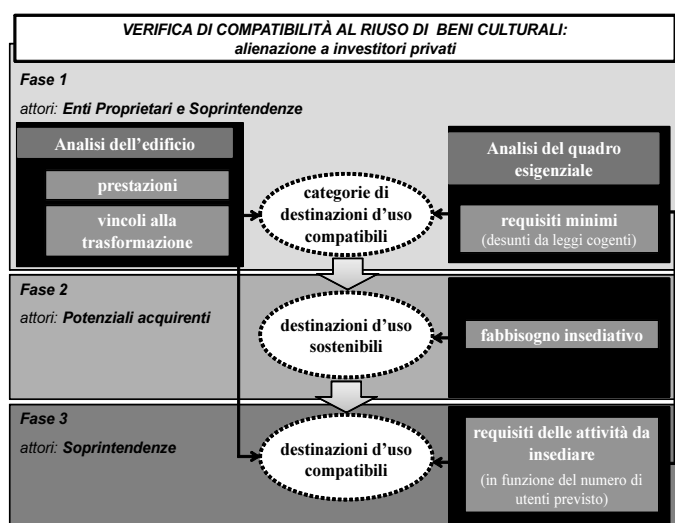 VERIFICA DI COMPATIBILITÀ AL RIUSO DI BENI CULTURALI:
alienazione a investitori privati
Fase 1
attori: Enti Proprietari e Soprintendenze
Analisi dell'edificio
prestazioni
vincoli alla
trasformazione
categorie di
destinazioni d'uso
compatibili
Analisi del quadro
esigenziale
requisiti minimi
(desunti da leggi cogenti)
Fase 2
attori: Potenziali acquirenti
destinazioni d'uso
sostenibili
fabbisogno insediativo
Fase 3
attori: Soprintendenze
destinazioni d'uso
compatibili
requisiti delle attività da
insediare
(in funzione del numero di
utenti previsto)